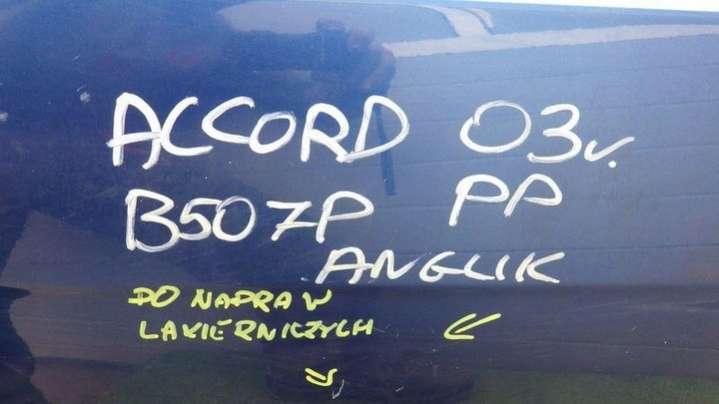 ACCORD 03r.
B507P PP
ANGLIK
DO NAPRAW
LAKIERNICZYCH